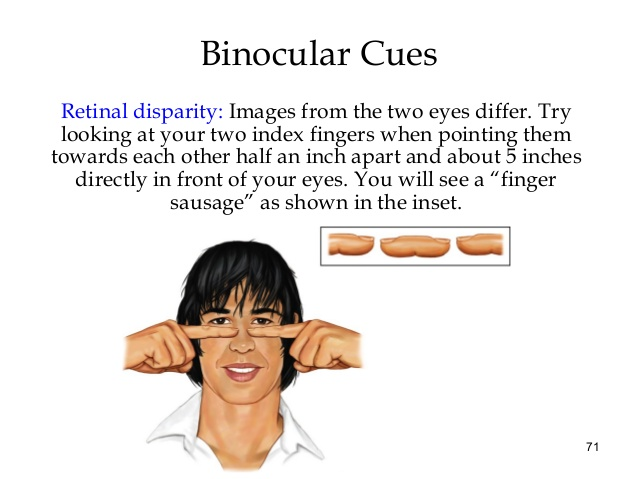 Binocular Cues
Retinal disparity: Images from the two eyes differ. Try
looking at your two index fingers when pointing them
towards each other half an inch apart and about 5 inches
directly in front of your eyes. You will see a “finger
sausage” as shown in the inset.
71